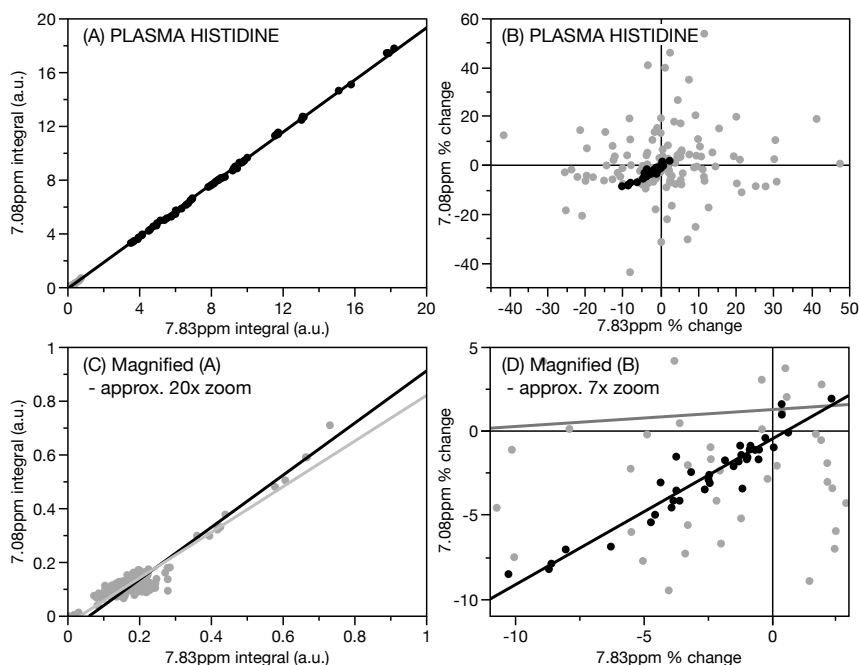 (A) PLASMA HISTIDINE
20
16
12
8
4
0
7.08ppm integral (a.u.)
0 4 8 12 16 20
7.83ppm integral (a.u.)
(B) PLASMA HISTIDINE
60
40
20
0
-20
-40
7.08ppm % change
-40 -30 -20 -10 0 10 20 30 40 50
7.83ppm % change
(C) Magnified (A)
- approx. 20x zoom
1
0.8
0.6
0.4
0.2
0
7.08ppm integral (a.u.)
0 0.2 0.4 0.6 0.8 1
7.83ppm integral (a.u.)
(D) Magnified (B)
- approx. 7x zoom
5
0
-5
-10
7.08ppm % change
-10 -5 0
7.83ppm % change